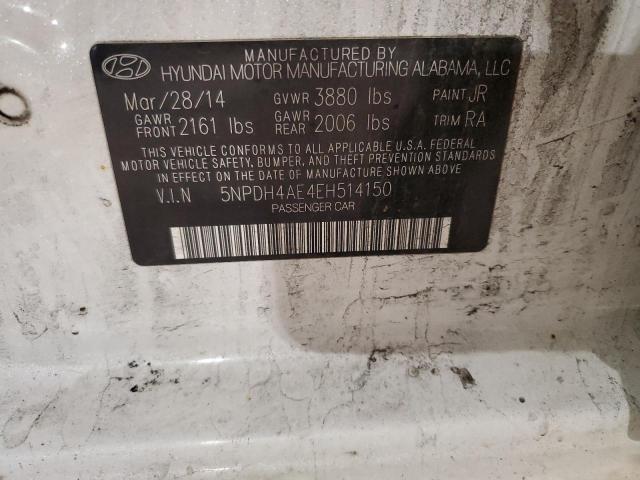 MANUFACTURED BY
HYUNDAI MOTOR MANUFACTURING ALABAMA, LLC
Mar/28/14 GVWR 3880 lbs PAINT JR
GAWR FRONT 2161 lbs GAWR REAR 2006 lbs TRIM RA
THIS VEHICLE CONFORMS TO ALL APPLICABLE U.S.A. FEDERAL
MOTOR VEHICLE SAFETY, BUMPER, AND THEFT PREVENTION STANDARDS
IN EFFECT ON THE DATE OF MANUFACTURE SHOWN ABOVE.
V.I.N 5NPDH4AE4EH514150
PASSENGER CAR